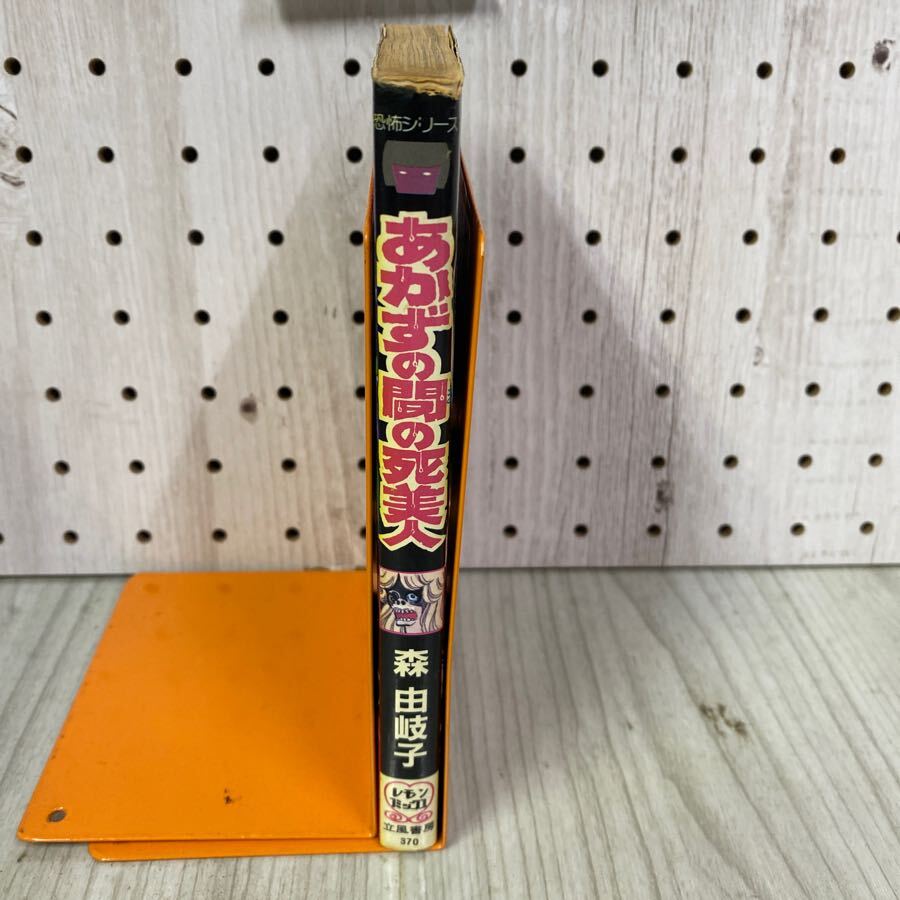 恐怖シリーズ
あかずの間の死美人
森由岐子
レモン
コミックス
立風書房
370